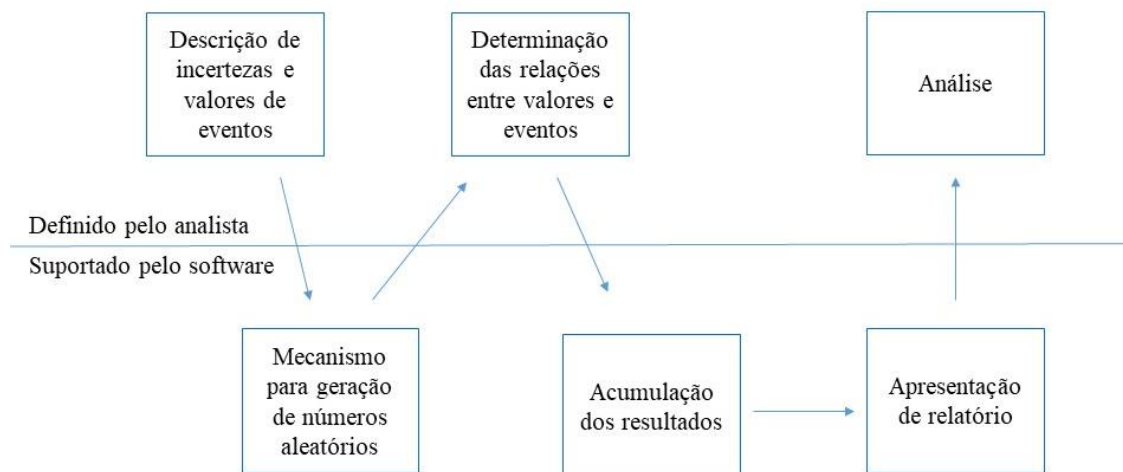 Descrição de
incertezas e
valores de
eventos
Determinação
das relações
entre valores e
eventos
Análise
Definido pelo analista
Suportado pelo software
Mecanismo
para geração
de números
aleatórios
Acumulação
dos resultados
Apresentação
de relatório